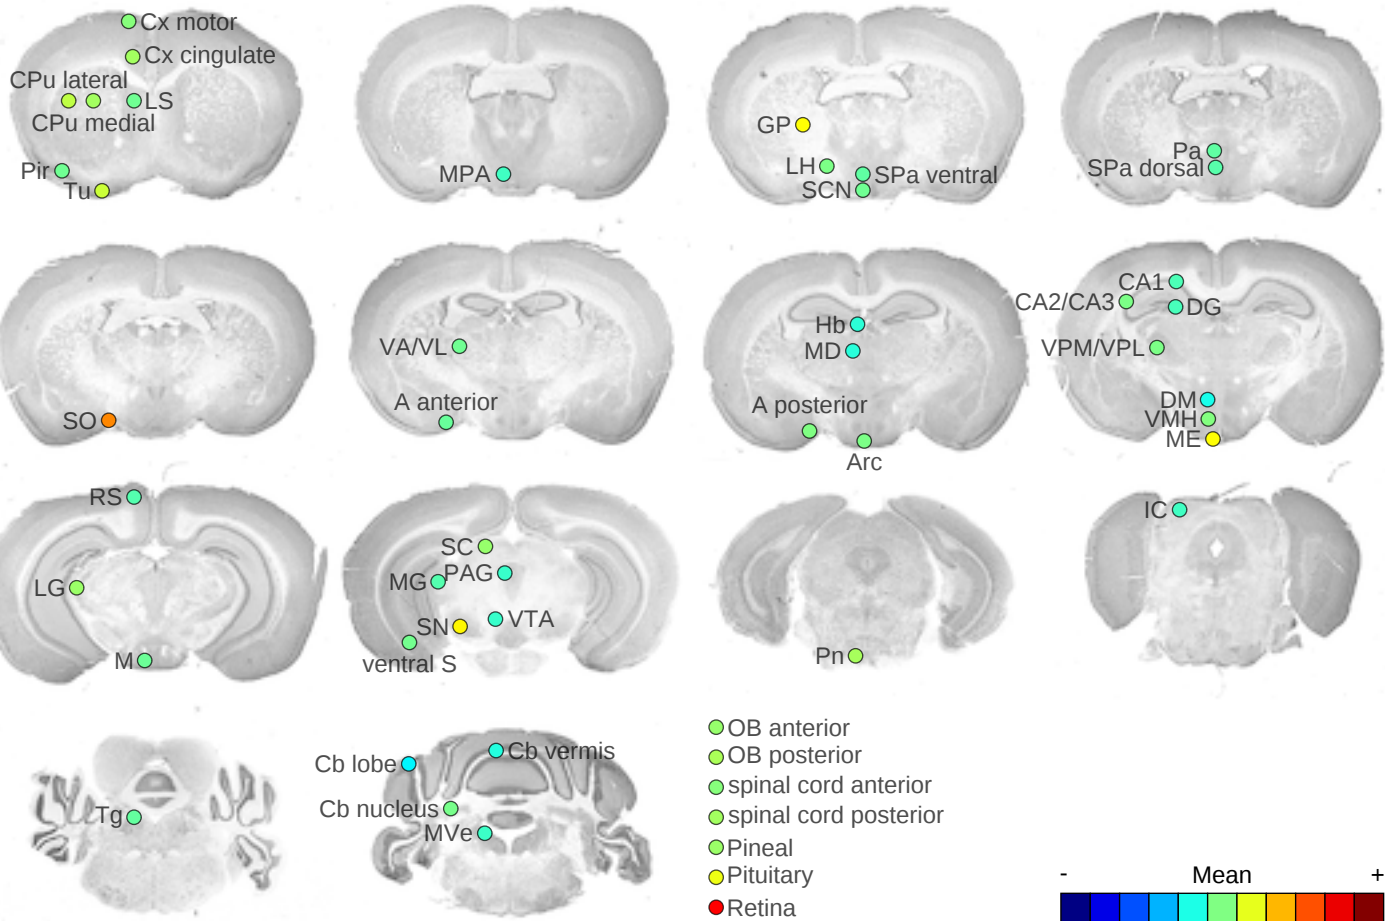 Cx motor
Cx cingulate
CPu lateral
LS
CPu medial
Pir
Tu
MPA
GP
LH
SPa ventral
SCN
Pa
SPa dorsal
SO
VA/VL
A anterior
Hb
MD
A posterior
Arc
CA1
CA2/CA3
DG
VPM/VPL
DM
VMH
ME
RS
LG
M
SC
MG
PAG
SN
VTA
ventral S
Pn
IC
Tg
Cb lobe
Cb vermis
Cb nucleus
MVe
OB anterior
OB posterior
spinal cord anterior
spinal cord posterior
Pineal
Pituitary
Retina
- Mean +